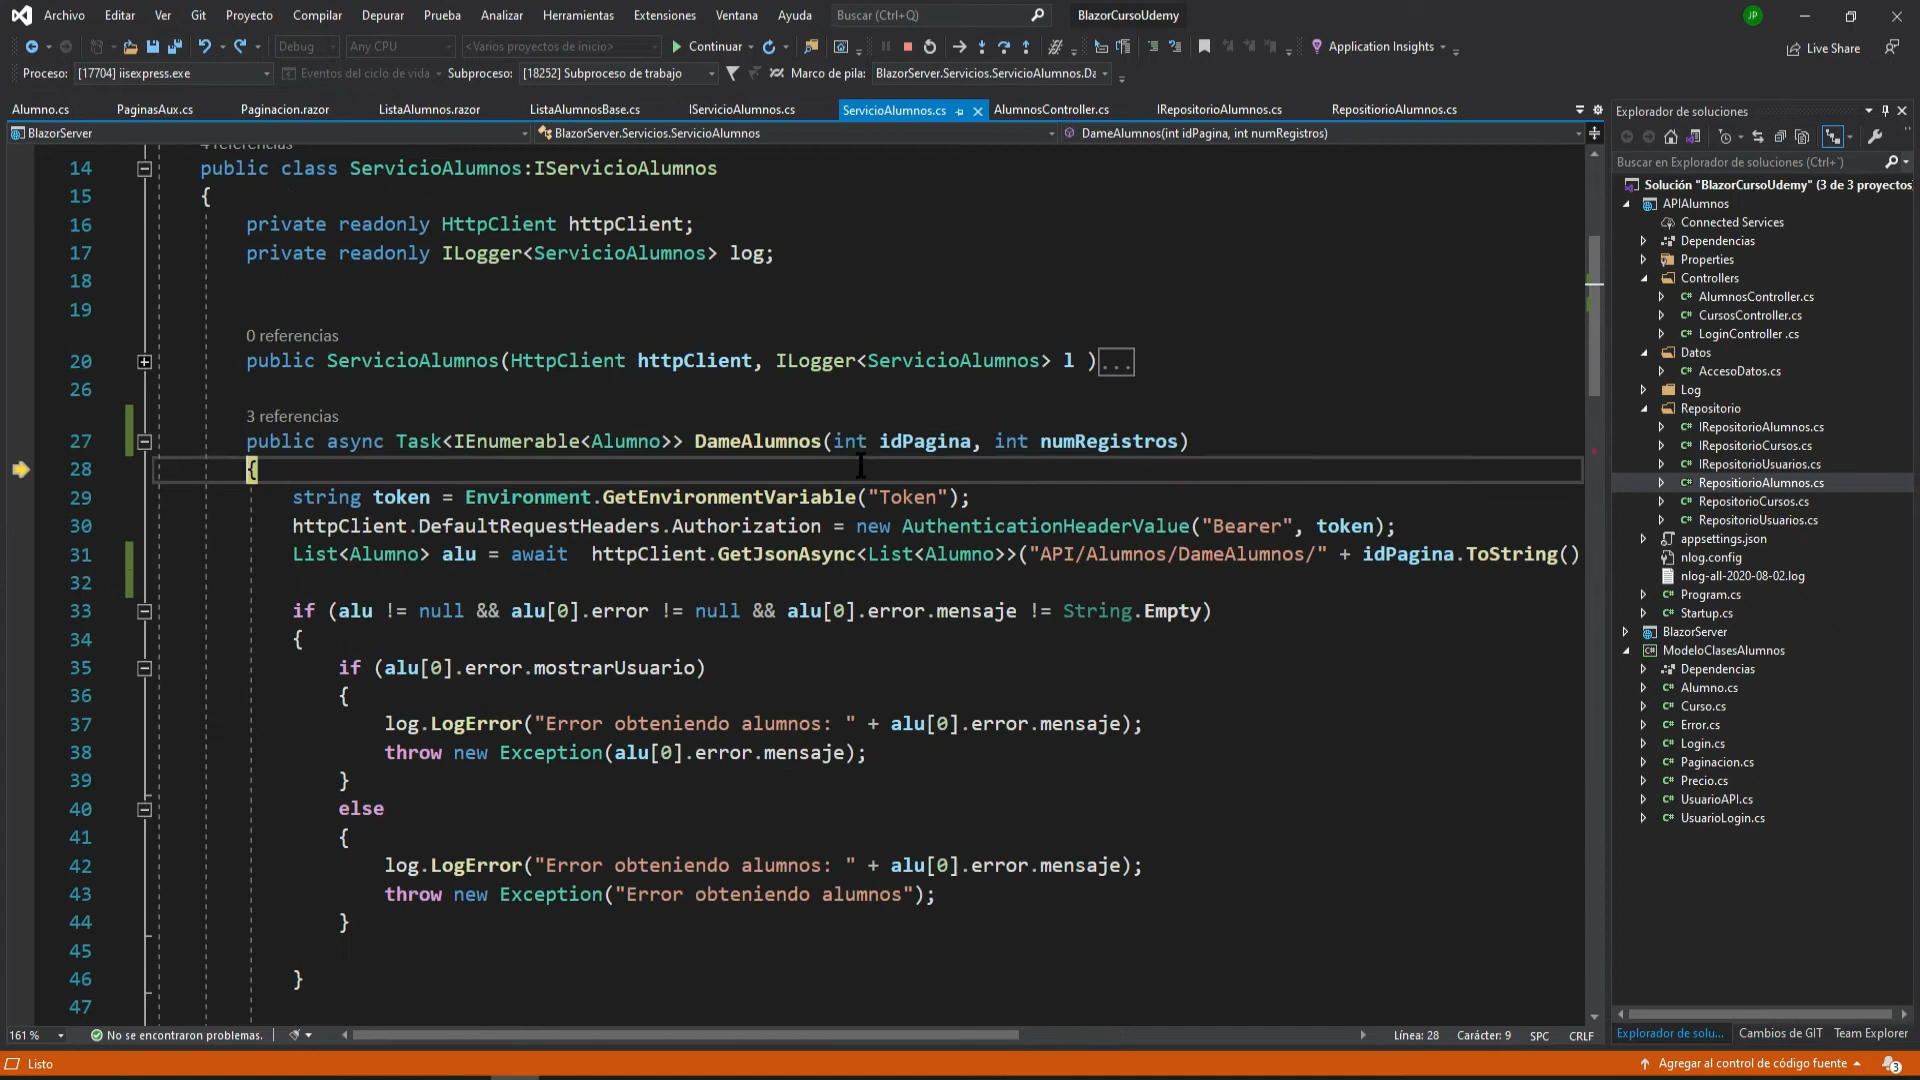 Archivo Editar Ver Git Proyecto Compilar Depurar Prueba Analizar Herramientas Extensiones Ventana Ayuda Buscar (Ctrl+Q) BlazorCursoUdemy JP
Debug Any CPU <Varios proyectos de inicio> Continuar Application Insights Live Share
Proceso: [17704] iisexpress.exe Eventos del ciclo de vida Subproceso: [18252] Subproceso de trabajo Marco de pila: BlazorServer.Servicios.ServicioAlumnos.Da
Alumno.cs PaginasAux.cs Paginacion.razor ListaAlumnos.razor ListaAlumnosBase.cs IServicioAlumnos.cs ServicioAlumnos.cs AlumnosController.cs IRepositorioAlumnos.cs RepositiorioAlumnos.cs
BlazorServer BlazorServer.Servicios.ServicioAlumnos DameAlumnos(int idPagina, int numRegistros)
4 referencias
14 public class ServicioAlumnos:IServicioAlumnos
15 {
16 private readonly HttpClient httpClient;
17 private readonly ILogger<ServicioAlumnos> log;
18
19
0 referencias
20 public ServicioAlumnos(HttpClient httpClient, ILogger<ServicioAlumnos> l )...
26
3 referencias
27 public async Task<IEnumerable<Alumno>> DameAlumnos(int idPagina, int numRegistros)
28 {
29 string token = Environment.GetEnvironmentVariable("Token");
30 httpClient.DefaultRequestHeaders.Authorization = new AuthenticationHeaderValue("Bearer", token);
31 List<Alumno> alu = await httpClient.GetJsonAsync<List<Alumno>>("API/Alumnos/DameAlumnos/" + idPagina.ToString()
32
33 if (alu != null && alu[0].error != null && alu[0].error.mensaje != String.Empty)
34 {
35 if (alu[0].error.mostrarUsuario)
36 {
37 log.LogError("Error obteniendo alumnos: " + alu[0].error.mensaje);
38 throw new Exception(alu[0].error.mensaje);
39 }
40 else
41 {
42 log.LogError("Error obteniendo alumnos: " + alu[0].error.mensaje);
43 throw new Exception("Error obteniendo alumnos");
44 }
45
46 }
47
161 % No se encontraron problemas. Línea: 28 Carácter: 9 SPC CRLF
Listo Agregar al control de código fuente 3
Explorador de soluciones
Buscar en Explorador de soluciones (Ctrl+´)
Solución "BlazorCursoUdemy" (3 de 3 proyectos)
APIAlumnos
Connected Services
Dependencias
Properties
Controllers
AlumnosController.cs
CursosController.cs
LoginController .cs
Datos
AccesoDatos.cs
Log
Repositorio
IRepositorioAlumnos.cs
IRepositorioCursos.cs
IRepositorioUsuarios.cs
RepositiorioAlumnos.cs
RepositorioCursos.cs
RepositorioUsuarios.cs
appsettings.json
nlog.config
nlog-all-2020-08-02.log
Program.cs
Startup.cs
BlazorServer
ModeloClasesAlumnos
Dependencias
Alumno.cs
Curso.cs
Error.cs
Login.cs
Paginacion.cs
Precio.cs
UsuarioAPI.cs
UsuarioLogin.cs
Explorador de solu... Cambios de GIT Team Explorer